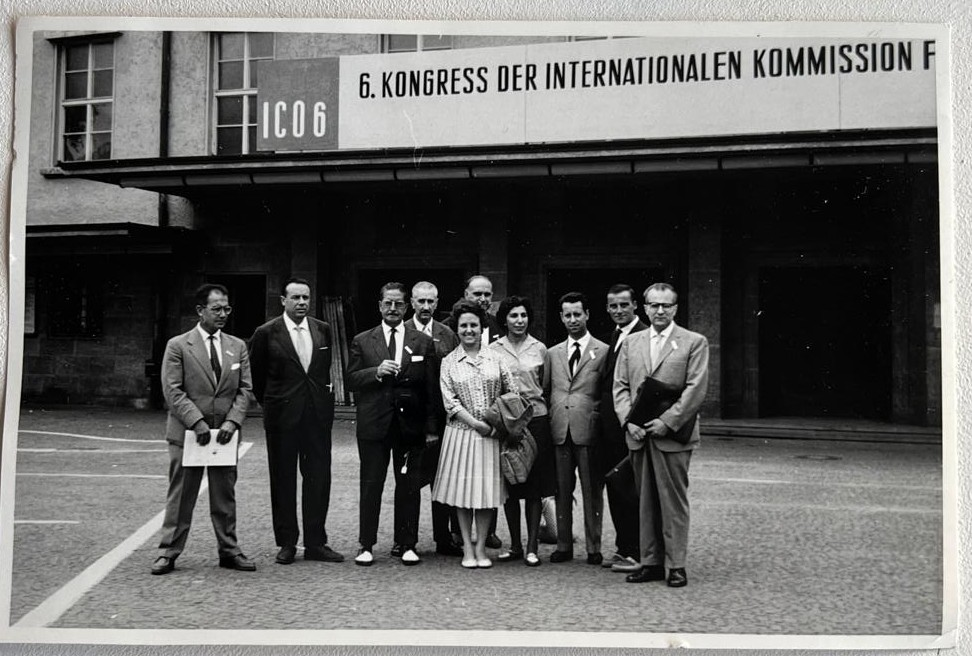 ICO6
6. KONGRESS DER INTERNATIONALEN KOMMISSION F